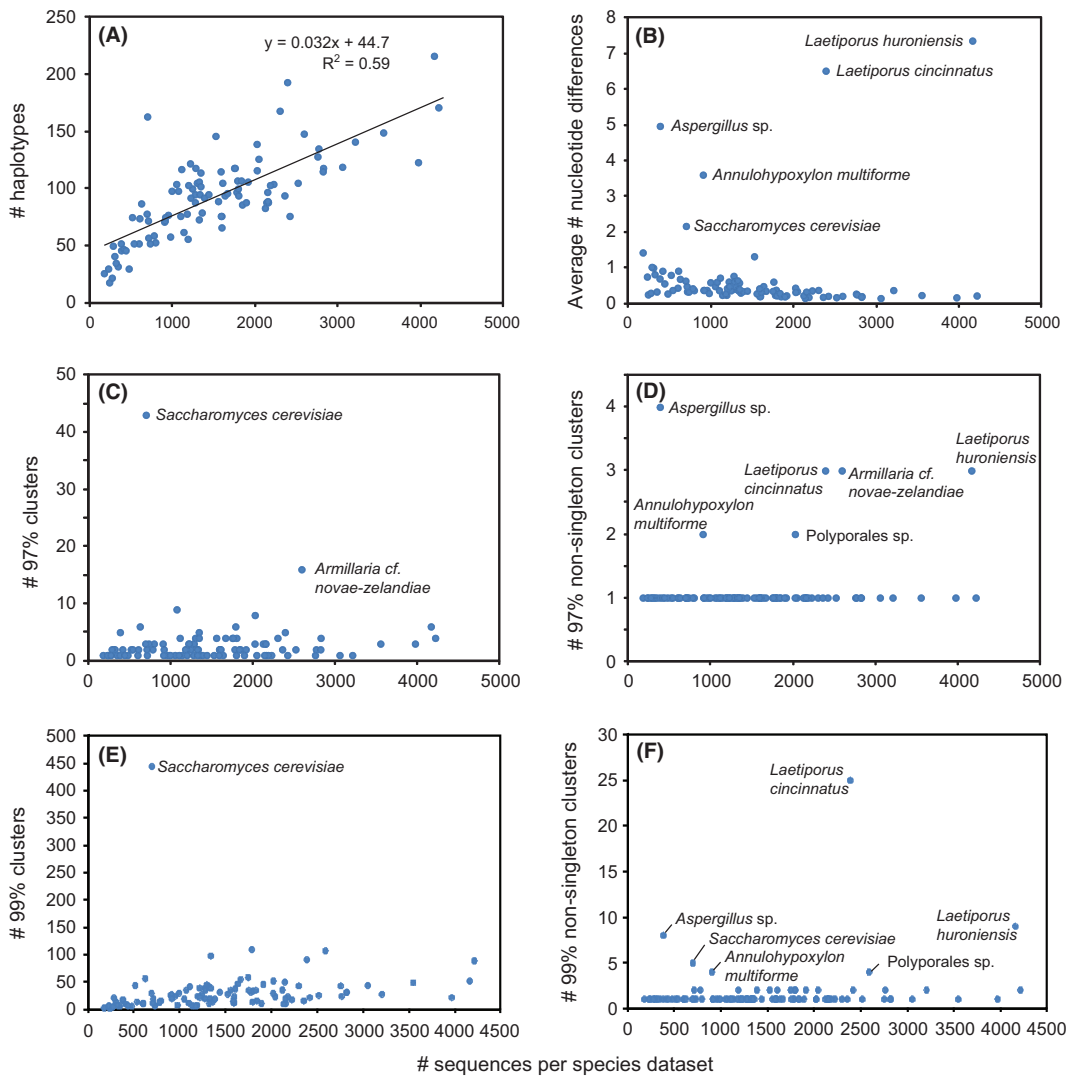 (A)
y = 0.032x + 44.7
R² = 0.59
# haplotypes
250
200
150
100
50
0
0 1000 2000 3000 4000 5000
(B)
Laetiporus huroniensis
Laetiporus cincinnatus
Aspergillus sp.
Annulohypoxylon multiforme
Saccharomyces cerevisiae
Average # nucleotide differences
8
7
6
5
4
3
2
1
0
0 1000 2000 3000 4000 5000
(C)
Saccharomyces cerevisiae
Armillaria cf.
novae-zelandiae
# 97% clusters
50
40
30
20
10
0
0 1000 2000 3000 4000 5000
(D)
Aspergillus sp.
Laetiporus
huroniensis
Laetiporus
cincinnatus
Armillaria cf.
novae-zelandiae
Annulohypoxylon
multiforme
Polyporales sp.
# 97% non-singleton clusters
4
3
2
1
0
0 1000 2000 3000 4000 5000
(E)
Saccharomyces cerevisiae
# 99% clusters
500
450
400
350
300
250
200
150
100
50
0
0 500 1000 1500 2000 2500 3000 3500 4000 4500
(F)
Laetiporus
cincinnatus
Aspergillus sp.
Saccharomyces cerevisiae
Annulohypoxylon
multiforme
Laetiporus
huroniensis
Polyporales sp.
# 99% non-singleton clusters
30
25
20
15
10
5
0
0 500 1000 1500 2000 2500 3000 3500 4000 4500
# sequences per species dataset